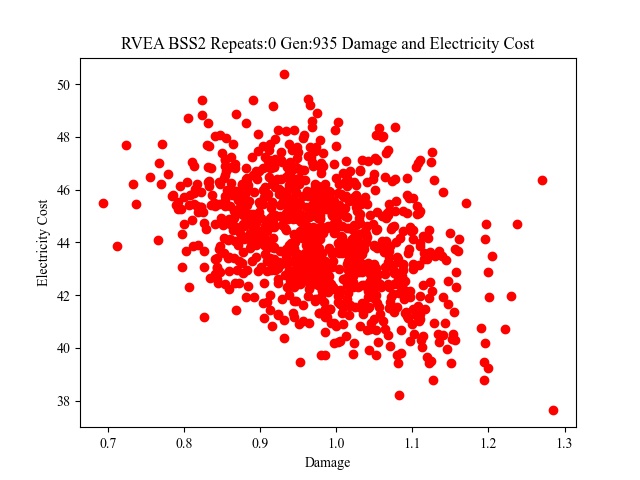 RVEA BSS2 Repeats:0 Gen:935 Damage and Electricity Cost
50
48
46
44
42
40
38
Electricity Cost
0.7 0.8 0.9 1.0 1.1 1.2 1.3
Damage